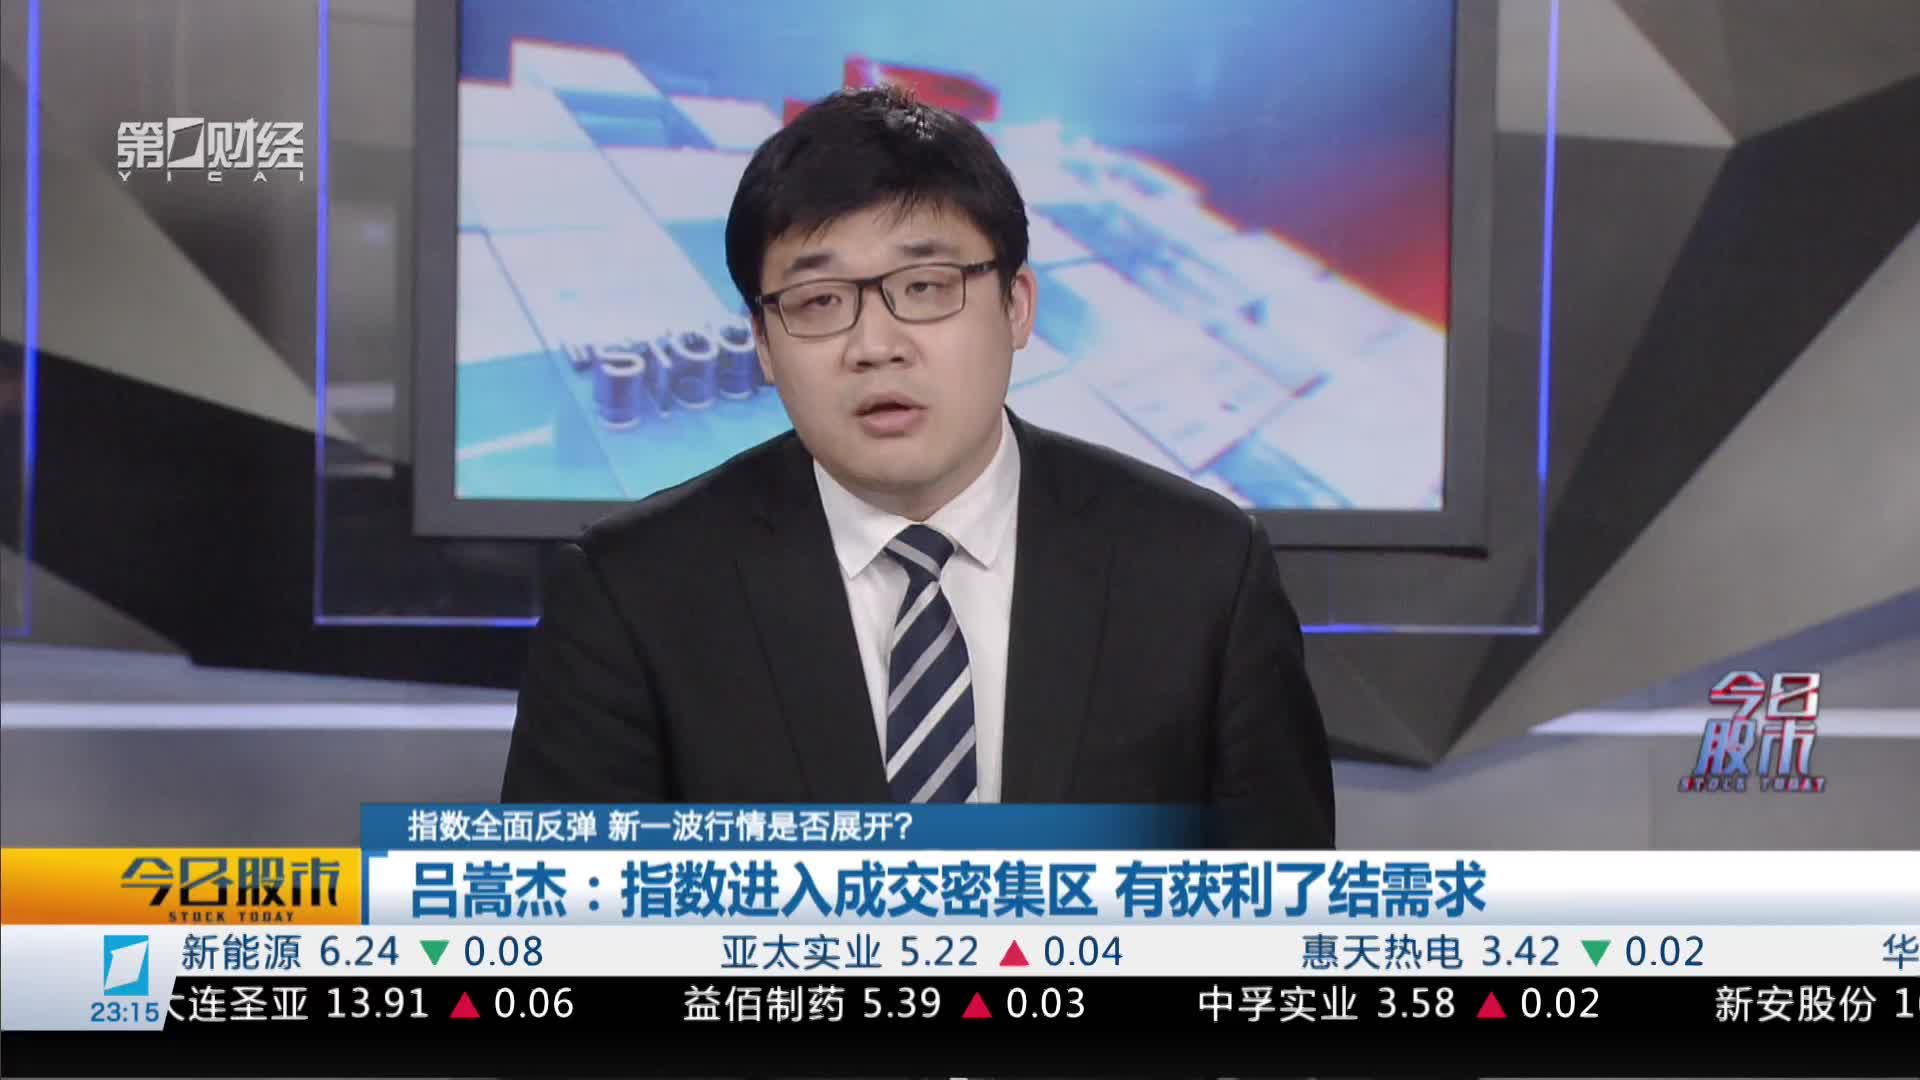 第一财经
YICAI
"STOC
今日
股市
STOCK TODAY
指数全面反弹 新一波行情是否展开?
今日股市
STOCK TODAY
吕嵩杰：指数进入成交密集区 有获利了结需求
新能源 6.24 ▼ 0.08 亚太实业 5.22 ▲ 0.04 惠天热电 3.42 ▼ 0.02 华
23:15
大连圣亚 13.91 ▲ 0.06 益佰制药 5.39 ▲ 0.03 中孚实业 3.58 ▲ 0.02 新安股份